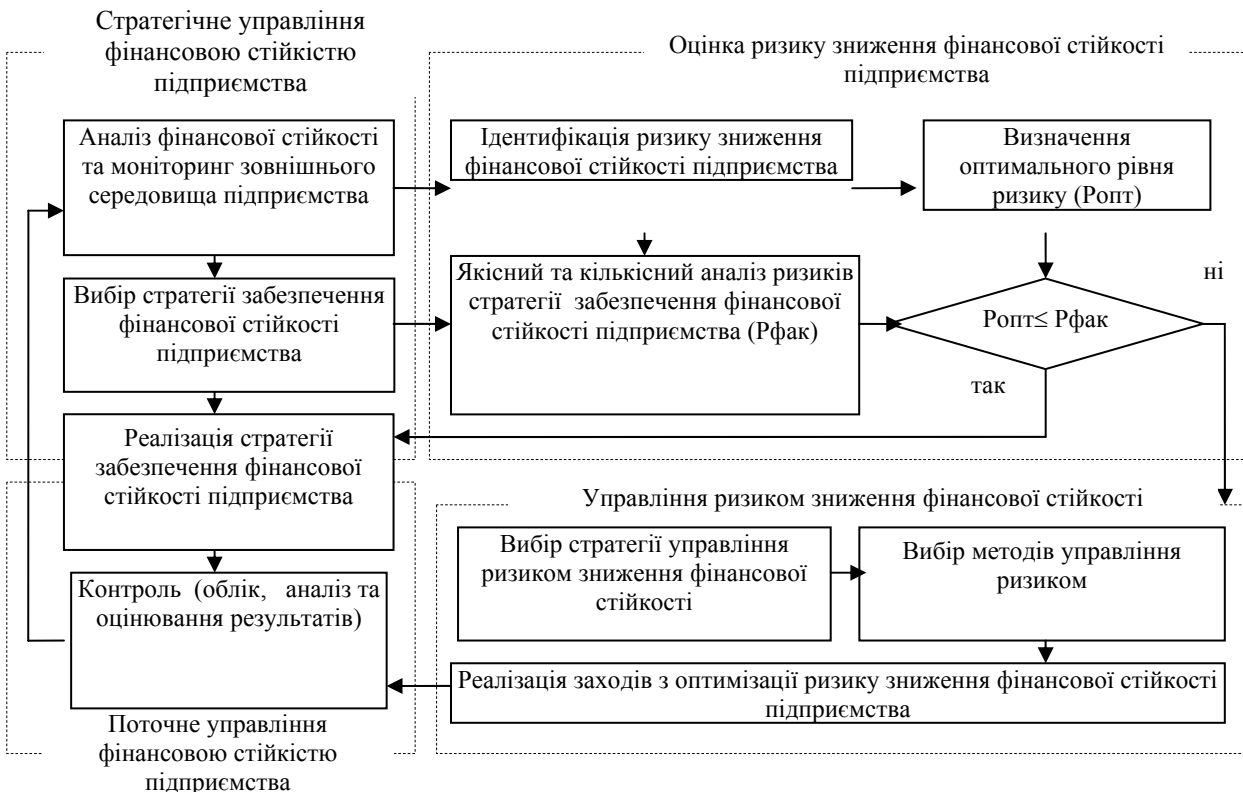 Стратегічне управління
фінансовою стійкістю
підприємства
Оцінка ризику зниження фінансової стійкості
підприємства
Аналіз фінансової стійкості
та моніторинг зовнішнього
середовища підприємства
Ідентифікація ризику зниження
фінансової стійкості підприємства
Визначення
оптимального рівня
ризику (Ропт)
Вибір стратегії забезпечення
фінансової стійкості
підприємства
Якісний та кількісний аналіз ризиків
стратегії забезпечення фінансової
стійкості підприємства (Рфак)
Ропт≤ Рфак
ні
так
Реалізація стратегії
забезпечення фінансової
стійкості підприємства
Управління ризиком зниження фінансової стійкості
Вибір стратегії управління
ризиком зниження фінансової
стійкості
Вибір методів управління
ризиком
Контроль (облік, аналіз та
оцінювання результатів)
Реалізація заходів з оптимізації ризику зниження фінансової стійкості
підприємства
Поточне управління
фінансовою стійкістю
підприємства